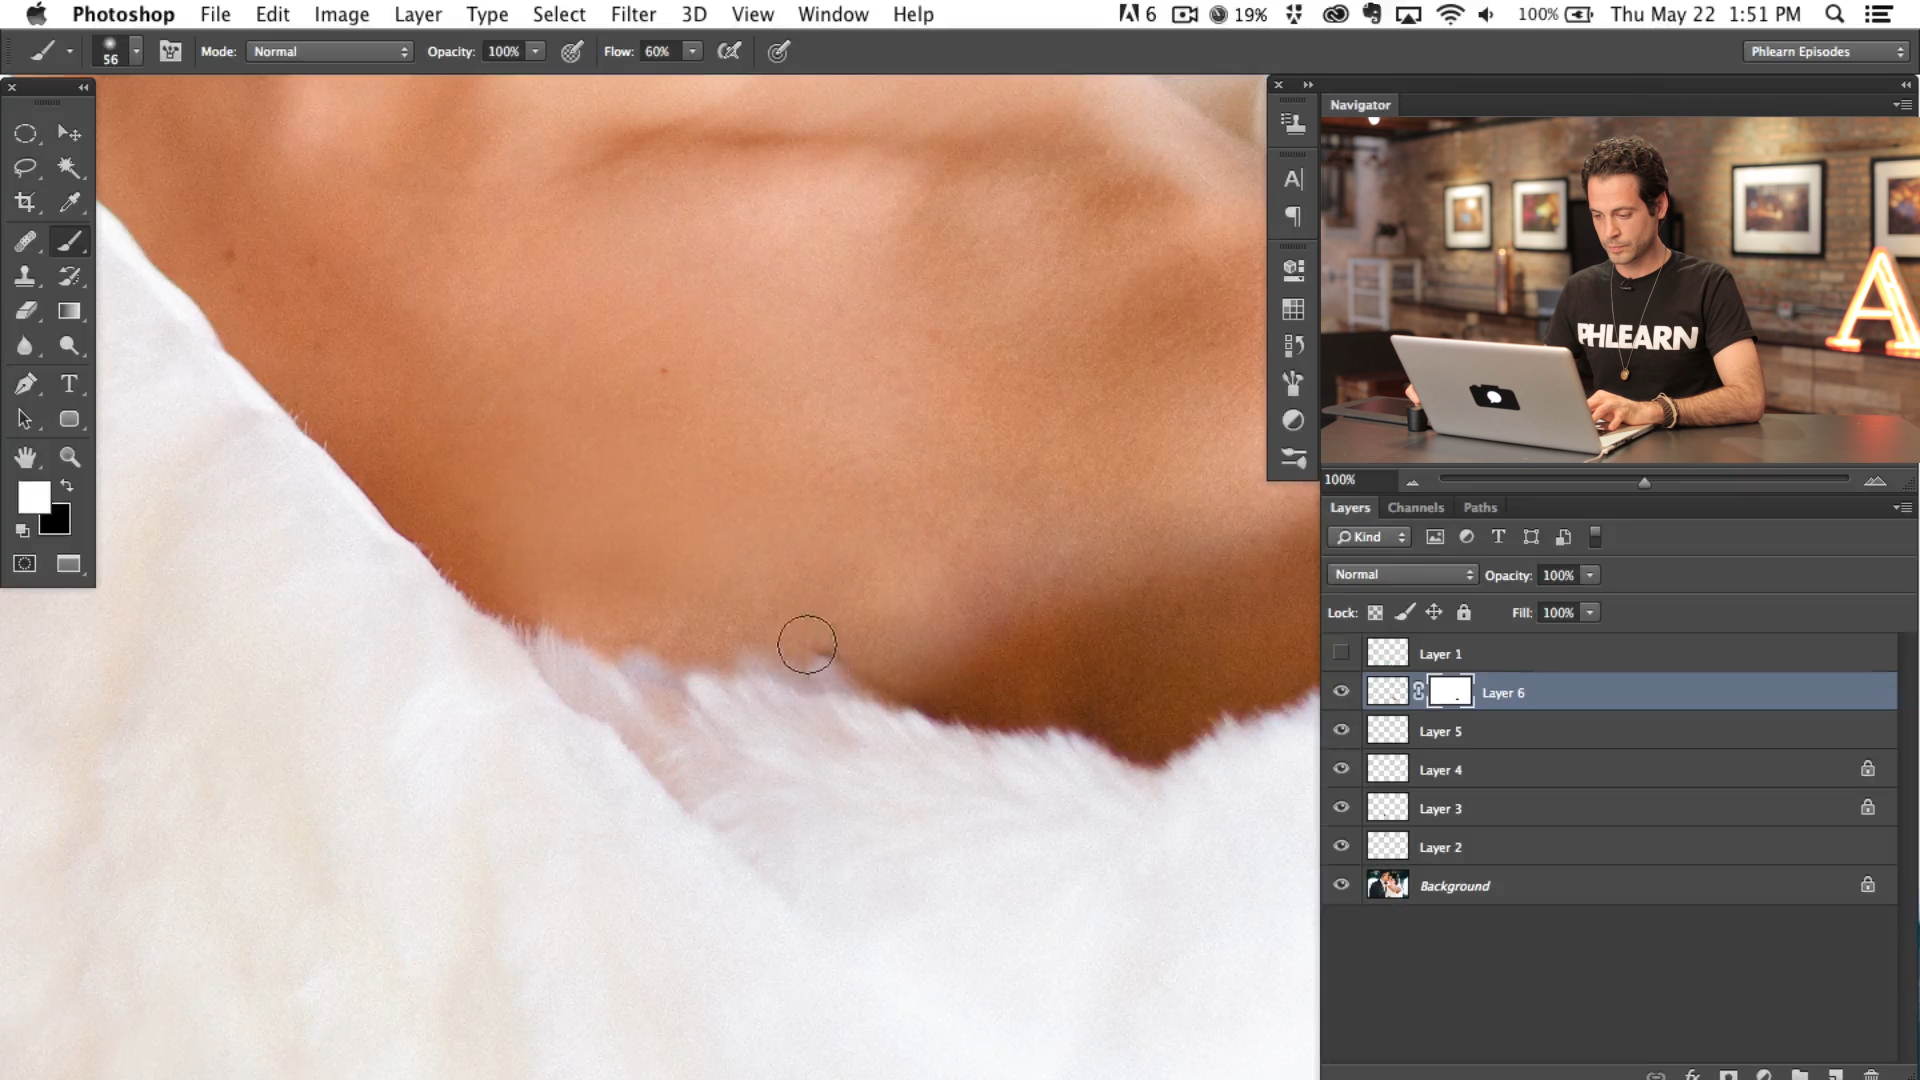 Photoshop File Edit Image Layer Type Select Filter 3D View Window Help 6 19% 100% Thu May 22 1:51 PM
56 Mode: Normal Opacity: 100% Flow: 60% Phlearn Episodes
Navigator
A
PHLEARN
100%
Layers Channels Paths
Kind
Normal Opacity: 100%
Lock: Fill: 100%
Layer 1
Layer 6
Layer 5
Layer 4
Layer 3
Layer 2
Background